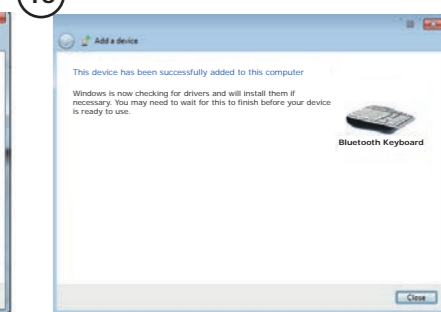 Add a device
This device has been successfully added to this computer
Windows is now checking for drivers and will install them if
necessary. You may need to wait for this to finish before your device
is ready to use.
Bluetooth Keyboard
Close